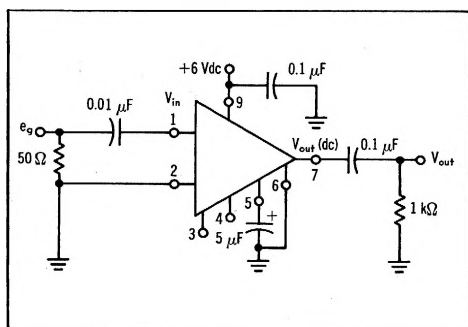 +6 Vdc
0.1 µF
0.01 µF
V_in
9
e_g
1
V_out (dc)
0.1 µF
V_out
50 Ω
2
7
6
5
+
4
3
5 µF
1 kΩ